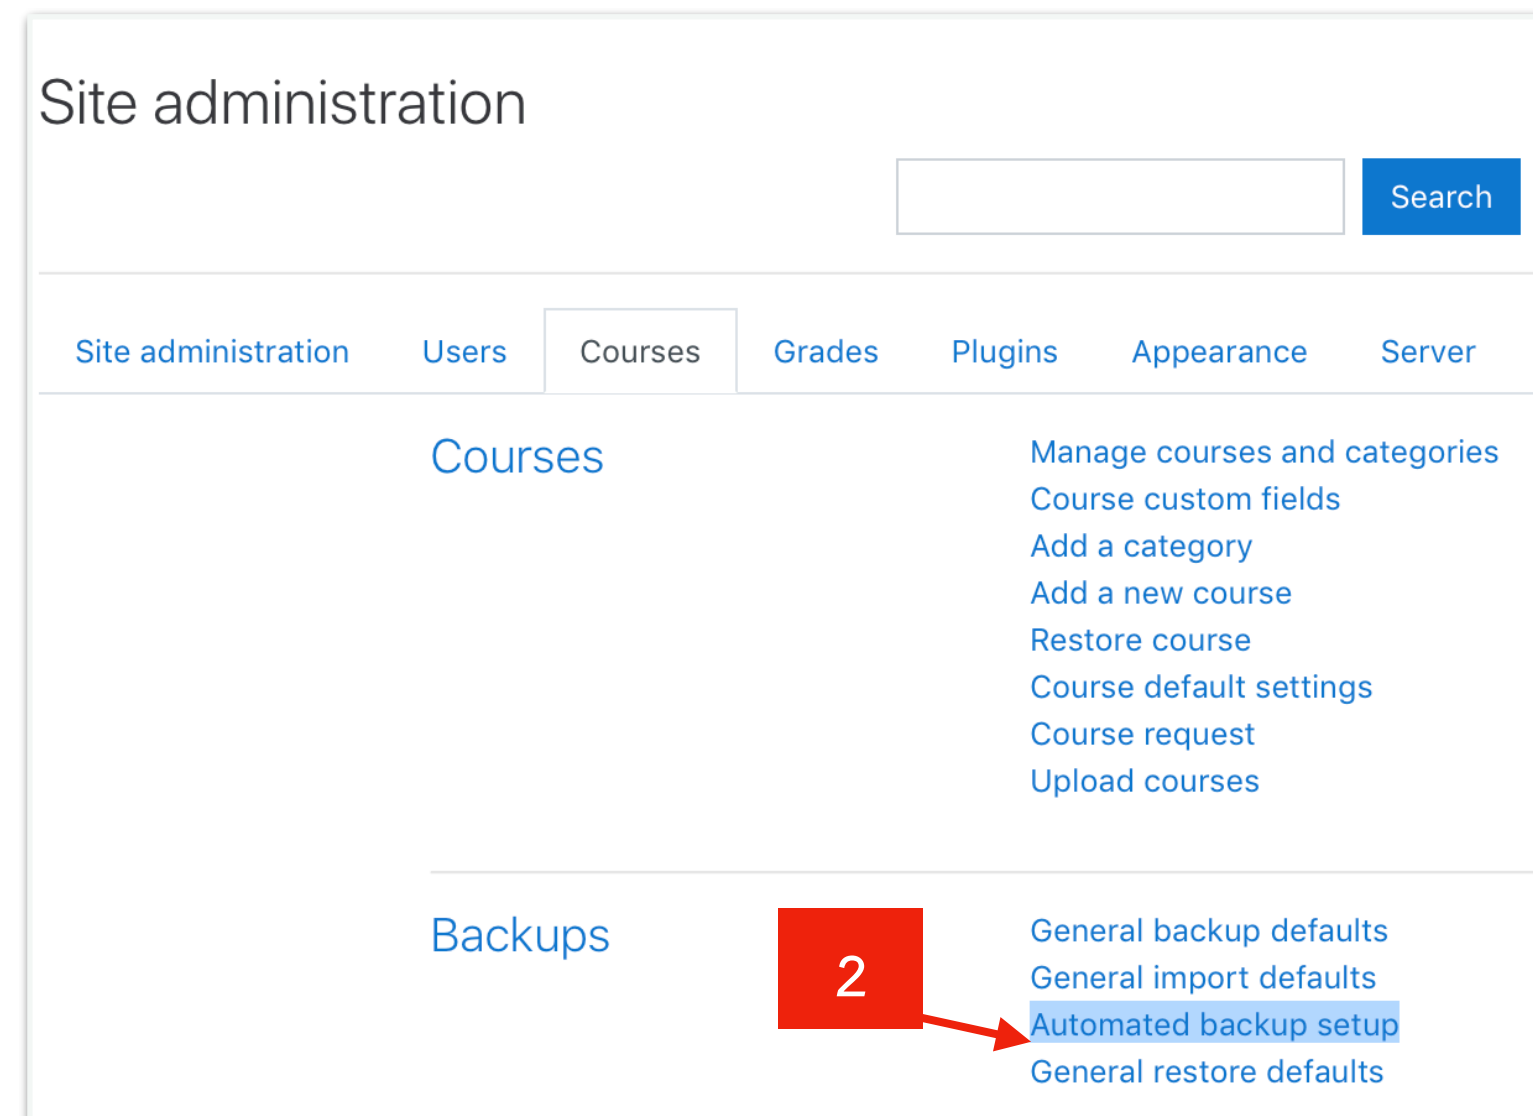 Site administration
Search
Site administration Users Courses Grades Plugins Appearance Server
Courses
Manage courses and categories
Course custom fields
Add a category
Add a new course
Restore course
Course default settings
Course request
Upload courses
Backups
2
General backup defaults
General import defaults
Automated backup setup
General restore defaults